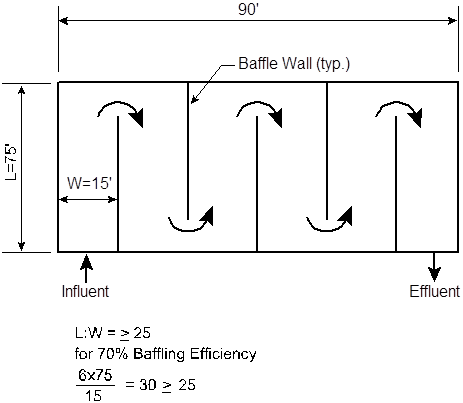 90'
Baffle Wall (typ.)
L=75'
W=15'
Influent
Effluent
L:W = ≥ 25
for 70% Baffling Efficiency
6x75
15
= 30 ≥ 25